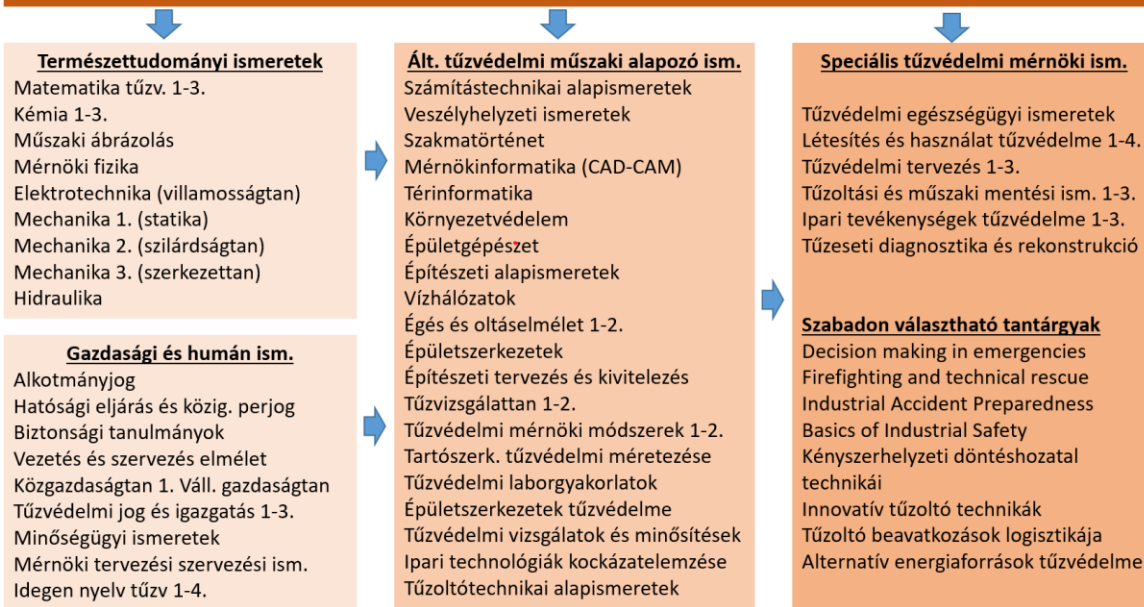 Természettudományi ismeretek
Matematika tűzv. 1-3.
Kémia 1-3.
Műszaki ábrázolás
Mérnöki fizika
Elektrotechnika (villamosságtan)
Mechanika 1. (statika)
Mechanika 2. (szilárdságtan)
Mechanika 3. (szerkezettan)
Hidraulika
Gazdasági és humán ism.
Alkotmányjog
Hatósági eljárás és közig. perjog
Biztonsági tanulmányok
Vezetés és szervezés elmélet
Közgazdaságtan 1. Váll. gazdaságtan
Tűzvédelmi jog és igazgatás 1-3.
Minőségügyi ismeretek
Mérnöki tervezési szervezési ism.
Idegen nyelv tűzv 1-4.
Ált. tűzvédelmi műszaki alapozó ism.
Számítástechnikai alapismeretek
Veszélyhelyzeti ismeretek
Szakmatörténet
Mérnökinformatika (CAD-CAM)
Térinformatika
Környezetvédelem
Épületgépészet
Építészeti alapismeretek
Vízhálózatok
Égés és oltáselmélet 1-2.
Épületszerkezetek
Építészeti tervezés és kivitelezés
Tűzvizsgálattan 1-2.
Tűzvédelmi mérnöki módszerek 1-2.
Tartószerk. tűzvédelmi méretezése
Tűzvédelmi laborgyakorlatok
Épületszerkezetek tűzvédelme
Tűzvédelmi vizsgálatok és minősítések
Ipari technológiák kockázatelemzése
Tűzoltótechnikai alapismeretek
Speciális tűzvédelmi mérnöki ism.
Tűzvédelmi egészségügyi ismeretek
Létesítés és használat tűzvédelme 1-4.
Tűzvédelmi tervezés 1-3.
Tűzoltási és műszaki mentési ism. 1-3.
Ipari tevékenységek tűzvédelme 1-3.
Tűzeseti diagnosztika és rekonstrukció
Szabadon választható tantárgyak
Decision making in emergencies
Firefighting and technical rescue
Industrial Accident Preparedness
Basics of Industrial Safety
Kényszerhelyzeti döntéshozatal
technikái
Innovatív tűzoltó technikák
Tűzoltó beavatkozások logisztikája
Alternatív energiaforrások tűzvédelme